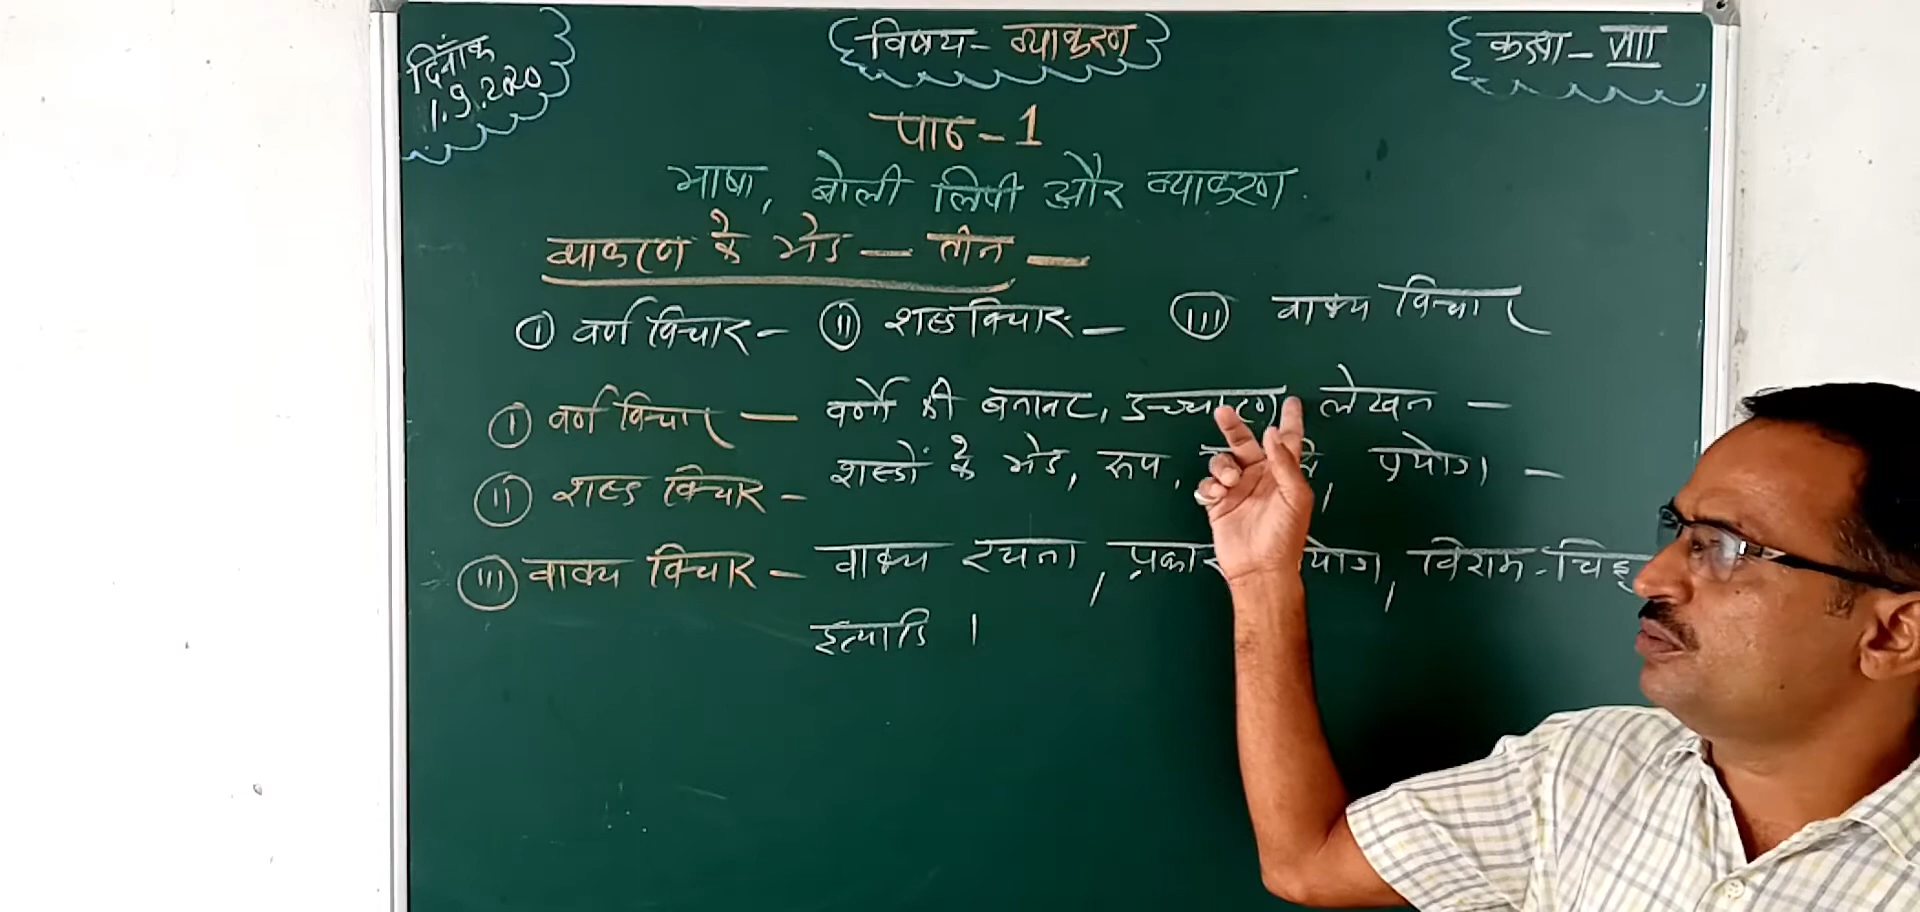 दिनाँक
1.9.2020
विषय - व्याकरण
कक्षा - VIII
पाठ - 1
भाषा, बोली लिपी और व्याकरण.
व्याकरण के भेद — तीन —
(i) वर्ण विचार - (ii) शब्द विचार - (iii) वाक्य विचार
(i) वर्ण विचार — वर्णों की बनावट, उच्चारण, लेखन —
(ii) शब्द विचार - शब्दों के भेद, रूप, प्रयोग -
(iii) वाक्य विचार - वाक्य रचना, प्रकार विराम-चिह्न
इत्यादि ।